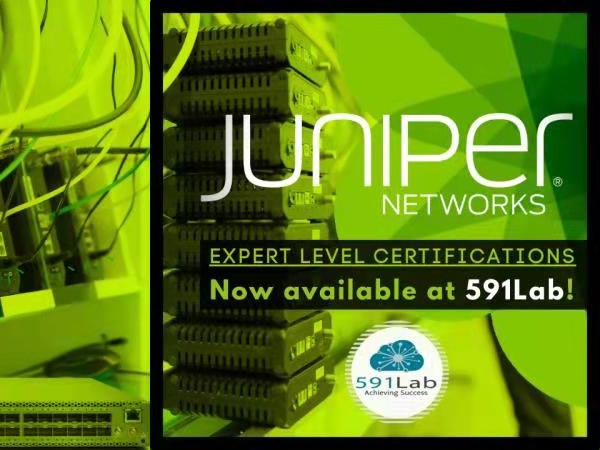 JUNIPer®
NETWORKS
EXPERT LEVEL CERTIFICATIONS
Now available at 591Lab!
591Lab
Achieving Success